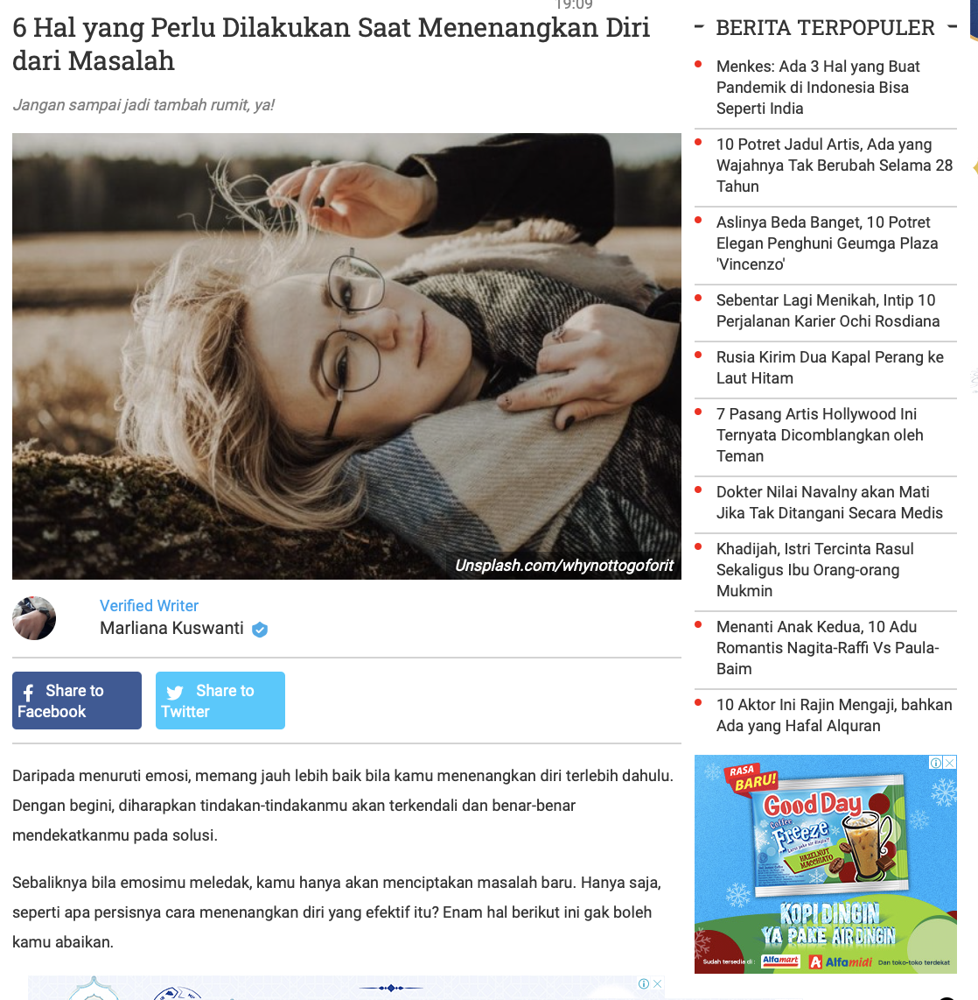 19:09
6 Hal yang Perlu Dilakukan Saat Menenangkan Diri
dari Masalah
Jangan sampai jadi tambah rumit, ya!
Unsplash.com/whynottogoforit
Verified Writer
Marliana Kuswanti
Share to
Facebook
Share to
Twitter
Daripada menuruti emosi, memang jauh lebih baik bila kamu menenangkan diri terlebih dahulu.
Dengan begini, diharapkan tindakan-tindakanmu akan terkendali dan benar-benar
mendekatkanmu pada solusi.
Sebaliknya bila emosimu meledak, kamu hanya akan menciptakan masalah baru. Hanya saja,
seperti apa persisnya cara menenangkan diri yang efektif itu? Enam hal berikut ini gak boleh
kamu abaikan.
BERITA TERPOPULER
Menkes: Ada 3 Hal yang Buat
Pandemik di Indonesia Bisa
Seperti India
10 Potret Jadul Artis, Ada yang
Wajahnya Tak Berubah Selama 28
Tahun
Aslinya Beda Banget, 10 Potret
Elegan Penghuni Geumga Plaza
'Vincenzo'
Sebentar Lagi Menikah, Intip 10
Perjalanan Karier Ochi Rosdiana
Rusia Kirim Dua Kapal Perang ke
Laut Hitam
7 Pasang Artis Hollywood Ini
Ternyata Dicomblangkan oleh
Teman
Dokter Nilai Navalny akan Mati
Jika Tak Ditangani Secara Medis
Khadijah, Istri Tercinta Rasul
Sekaligus Ibu Orang-orang
Mukmin
Menanti Anak Kedua, 10 Adu
Romantis Nagita-Raffi Vs Paula-
Baim
10 Aktor Ini Rajin Mengaji, bahkan
Ada yang Hafal Alquran
RASA
BARU!
Good Day
Coffee
Freeze
HAZELNUT
MACCHIATO
KOPI DINGIN
YA PAKE AIR DINGIN
Sudah tersedia di : Alfamart Alfamidi Dan toko-toko terdekat